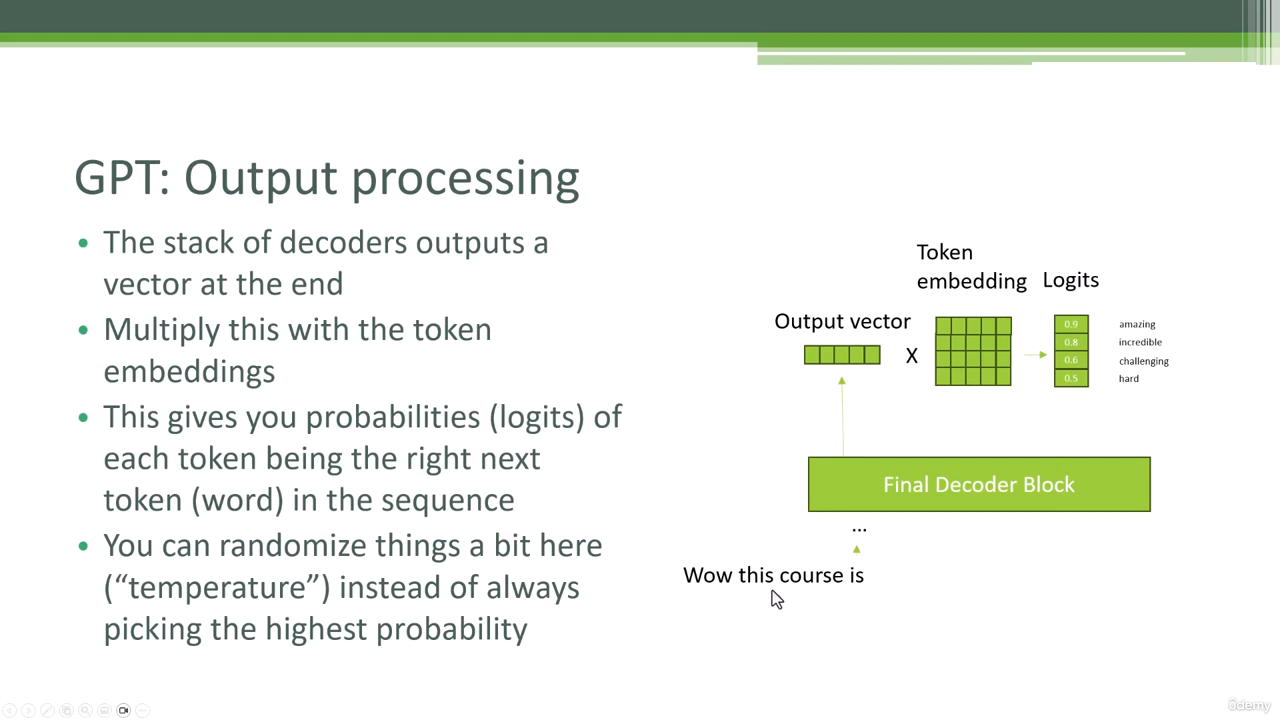 GPT: Output processing
• The stack of decoders outputs a
vector at the end
• Multiply this with the token
embeddings
• This gives you probabilities (logits) of
each token being the right next
token (word) in the sequence
• You can randomize things a bit here
(“temperature”) instead of always
picking the highest probability
Token
embedding
Logits
Output vector
X
0.9 amazing
0.8 incredible
0.6 challenging
0.5 hard
Final Decoder Block
...
Wow this course is
ûdemy